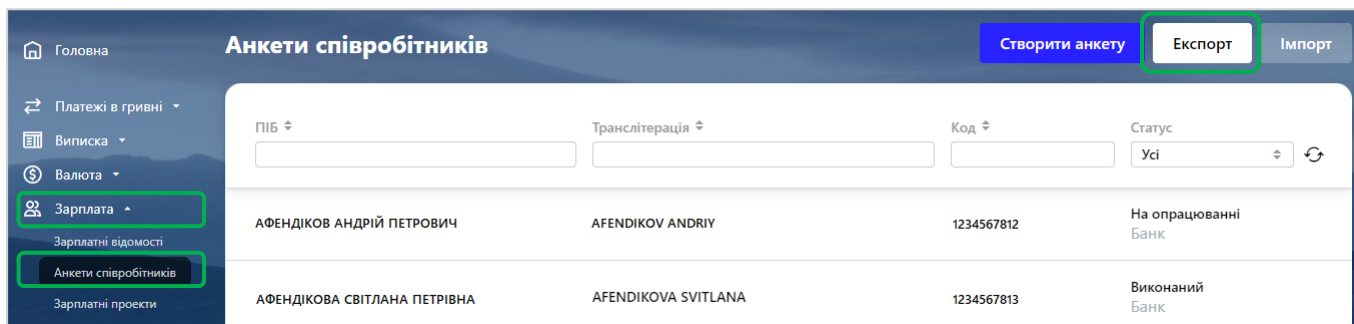 Головна
Анкети співробітників
Створити анкету
Експорт
Імпорт
Платежі в гривні
Виписка
Валюта
Зарплата
Зарплатні відомості
Анкети співробітників
Зарплатні проекти
ПІБ
Транслітерація
Код
Статус
Усі
АФЕНДІКОВ АНДРІЙ ПЕТРОВИЧ
AFENDIKOV ANDRIY
1234567812
На опрацюванні
Банк
АФЕНДІКОВА СВІТЛАНА ПЕТРІВНА
AFENDIKOVA SVITLANA
1234567813
Виконаний
Банк